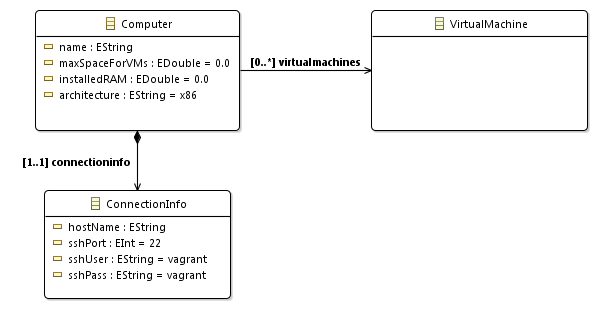 Computer
name : EString
maxSpaceForVMs : EDouble = 0.0
installedRAM : EDouble = 0.0
architecture : EString = x86
[0..*] virtualmachines
VirtualMachine
[1..1] connectioninfo
ConnectionInfo
hostName : EString
sshPort : EInt = 22
sshUser : EString = vagrant
sshPass : EString = vagrant